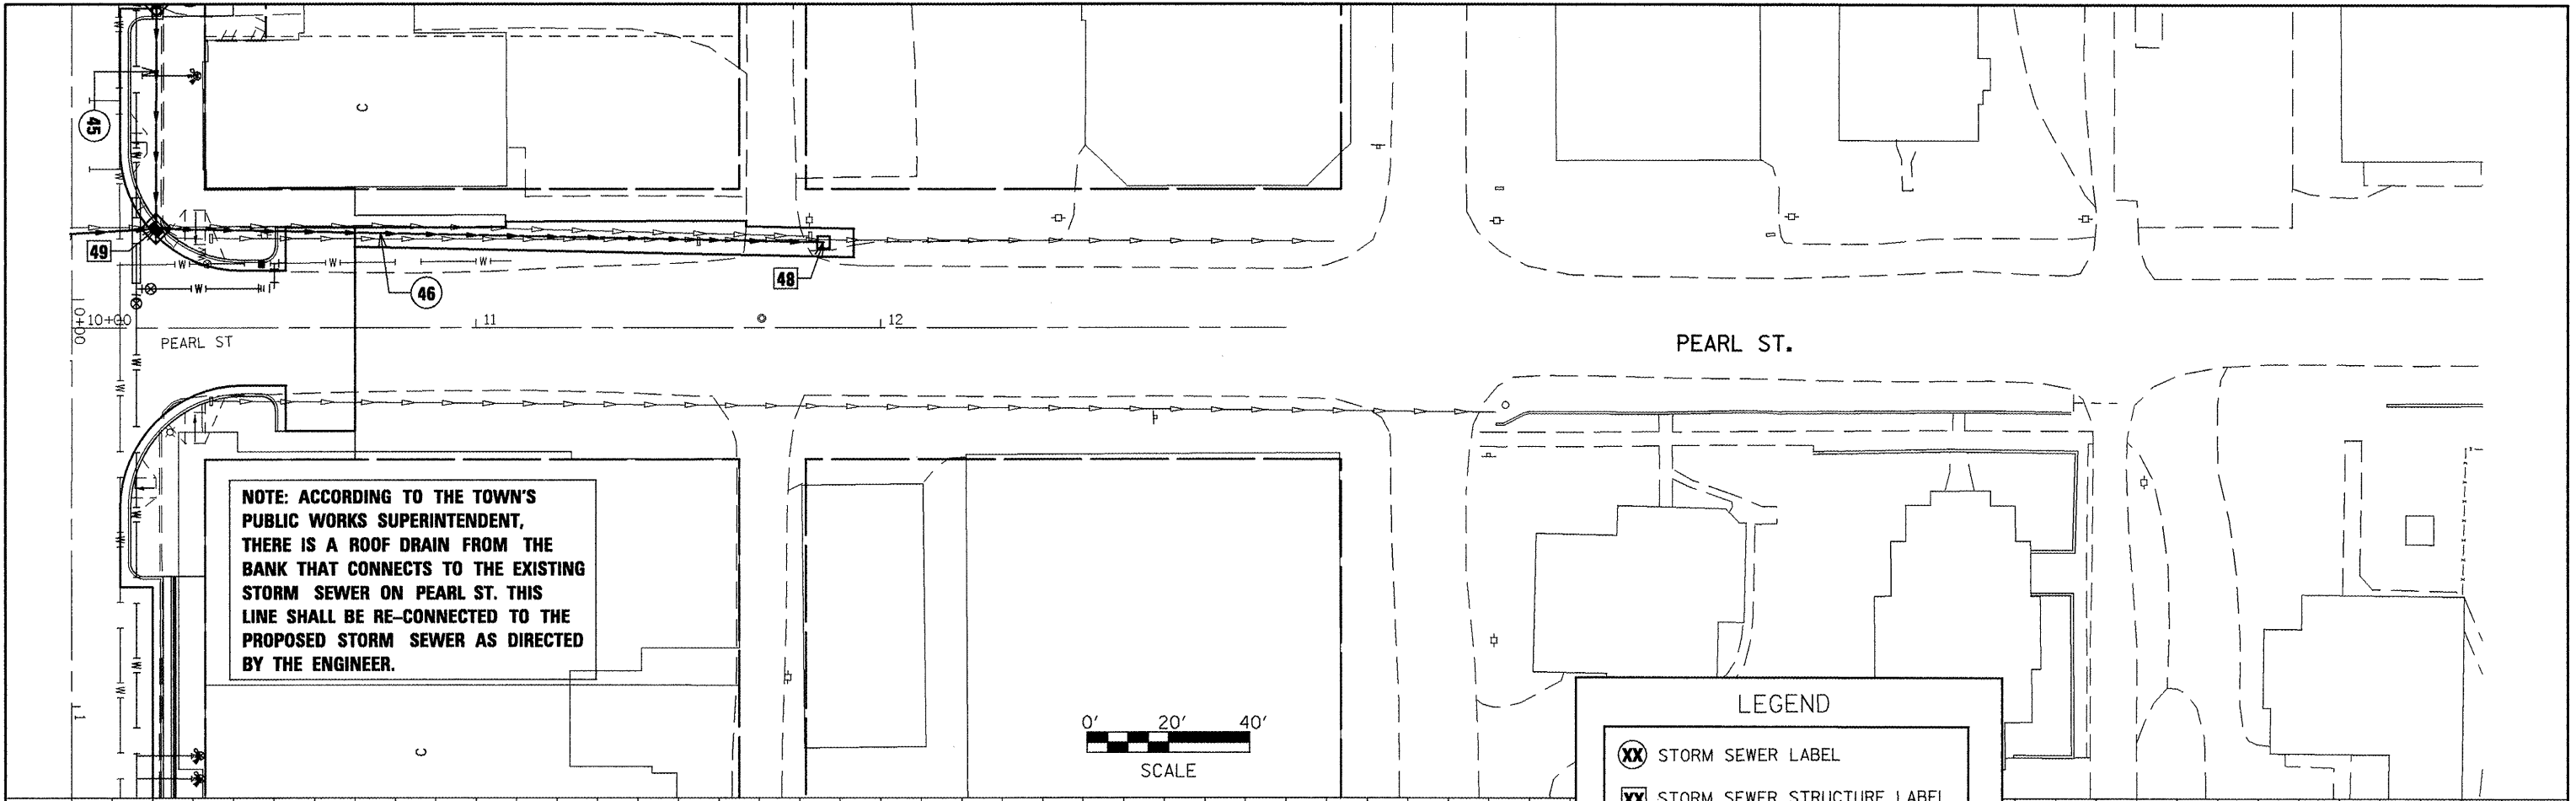 45
C
49
W
W
W
W
46
48
0+00
10+00
11
12
PEARL ST
PEARL ST.
NOTE: ACCORDING TO THE TOWN'S
PUBLIC WORKS SUPERINTENDENT,
THERE IS A ROOF DRAIN FROM THE
BANK THAT CONNECTS TO THE EXISTING
STORM SEWER ON PEARL ST. THIS
LINE SHALL BE RE-CONNECTED TO THE
PROPOSED STORM SEWER AS DIRECTED
BY THE ENGINEER.
1
C
0' 20' 40'
SCALE
LEGEND
XX STORM SEWER LABEL
XX STORM SEWER STRUCTURE LABEL